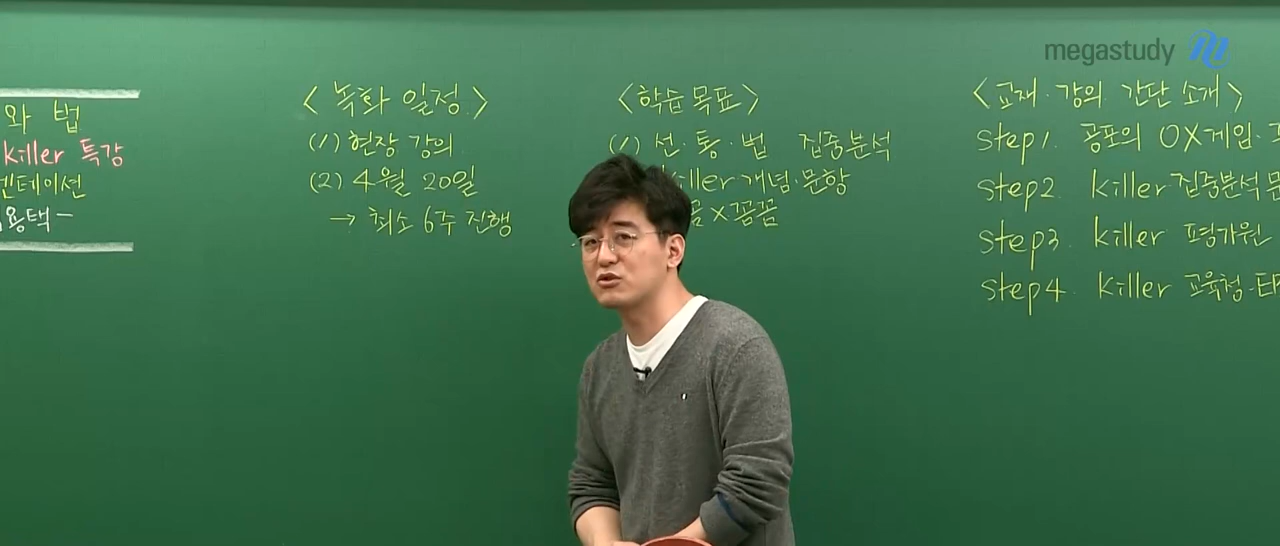 megastudy
와 법
killer 특강
엔테이션
용택 -
< 녹화 일정 >
(1) 현장 강의
(2) 4월 20일
→ 최소 6주 진행
< 학습 목표 >
(1) 선·통·법 집중분석
killer 개념·문항
꼼 x 꼼꼼
< 교재·강의 간단 소개 >
Step1. 공포의 OX게임·
Step2. killer 집중분석 문
Step3. killer 평가원
Step4. killer 교육청·EB